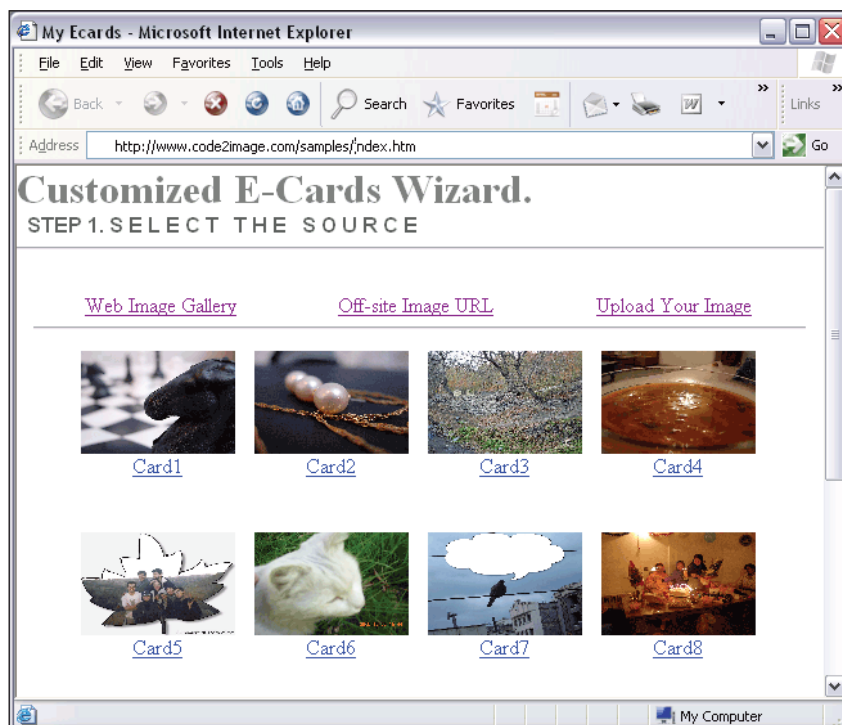 My Ecards - Microsoft Internet Explorer
File Edit View Favorites Tools Help
Back Search Favorites » Links »
Address http://www.code2image.com/samples/index.htm Go
Customized E-Cards Wizard.
STEP 1. SELECT THE SOURCE
Web Image Gallery Off-site Image URL Upload Your Image
Card1 Card2 Card3 Card4
Card5 Card6 Card7 Card8
My Computer